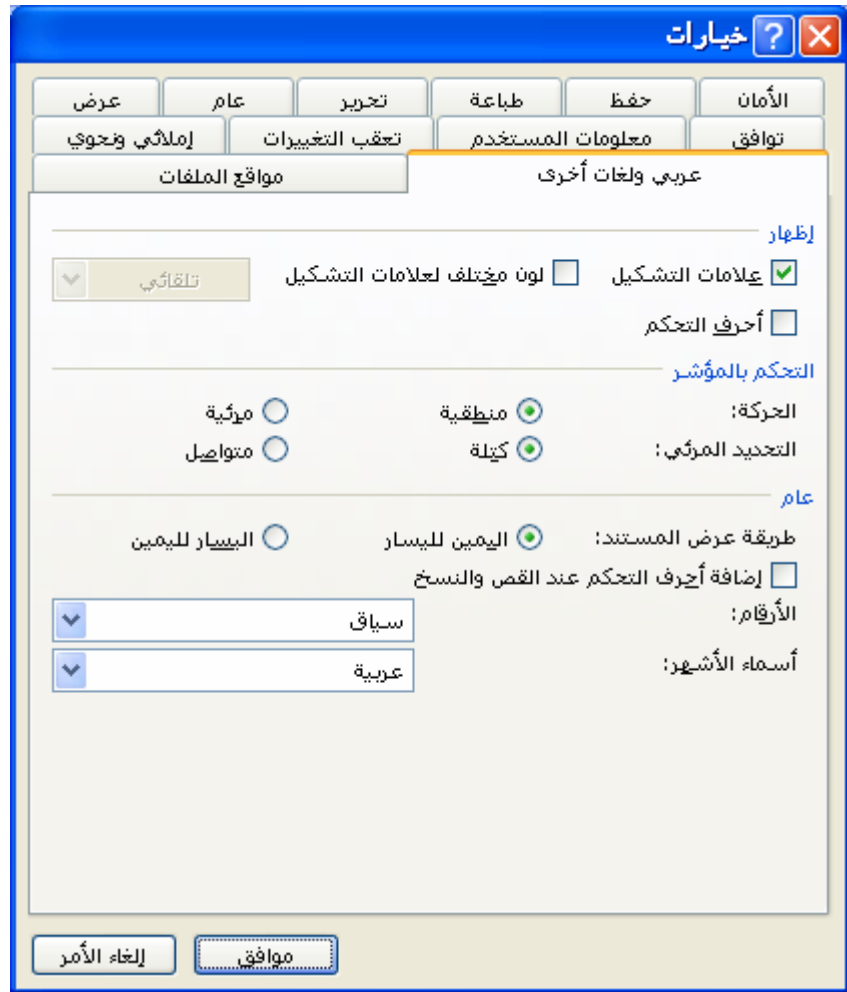 خيارات
الأمان حفظ طباعة تحرير عام عرض
توافق معلومات المستخدم تعقب التغييرات إملائي ونحوي
عربي ولغات أخرى مواقع الملفات
إظهار
علامات التشكيل لون مختلف لعلامات التشكيل تلقائي
أحرف التحكم
التحكم بالمؤشر
الحركة: منطقية مرئية
التحديد المرئي: كتلة متواصل
عام
طريقة عرض المستند: اليمين لليسار اليسار لليمين
إضافة أحرف التحكم عند القص والنسخ
الأرقام: سياق
أسماء الأشهر: عربية
موافق إلغاء الأمر